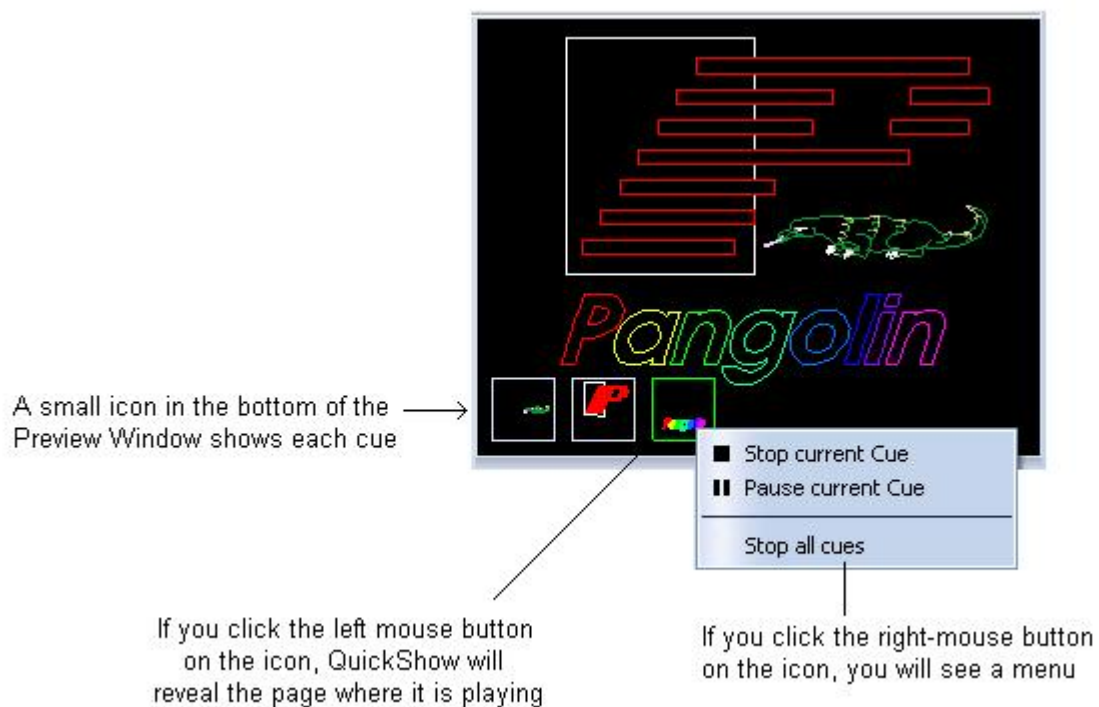 Pangolin
A small icon in the bottom of the
Preview Window shows each cue
Stop current Cue
Pause current Cue
Stop all cues
If you click the left mouse button
on the icon, QuickShow will
reveal the page where it is playing
If you click the right-mouse button
on the icon, you will see a menu